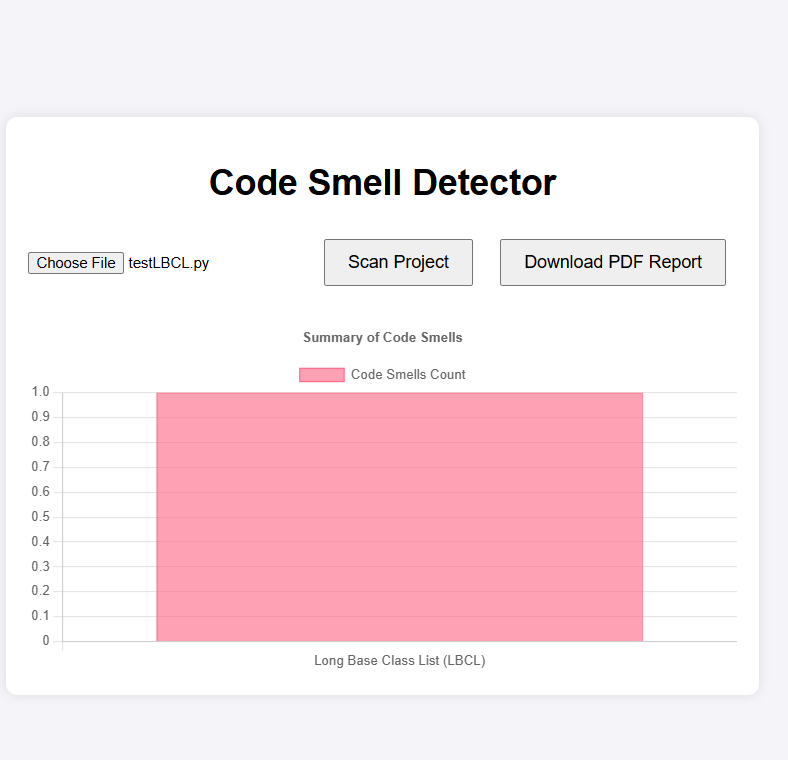 Code Smell Detector
Choose File testLBCL.py
Scan Project
Download PDF Report
Summary of Code Smells
Code Smells Count
1.0
0.9
0.8
0.7
0.6
0.5
0.4
0.3
0.2
0.1
0
Long Base Class List (LBCL)